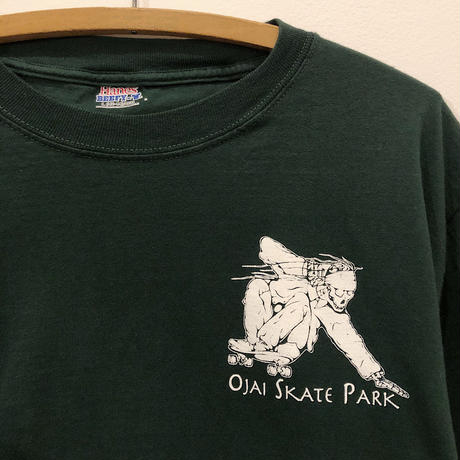 Hanes
BEEFY-T
OJAI SKATE PARK